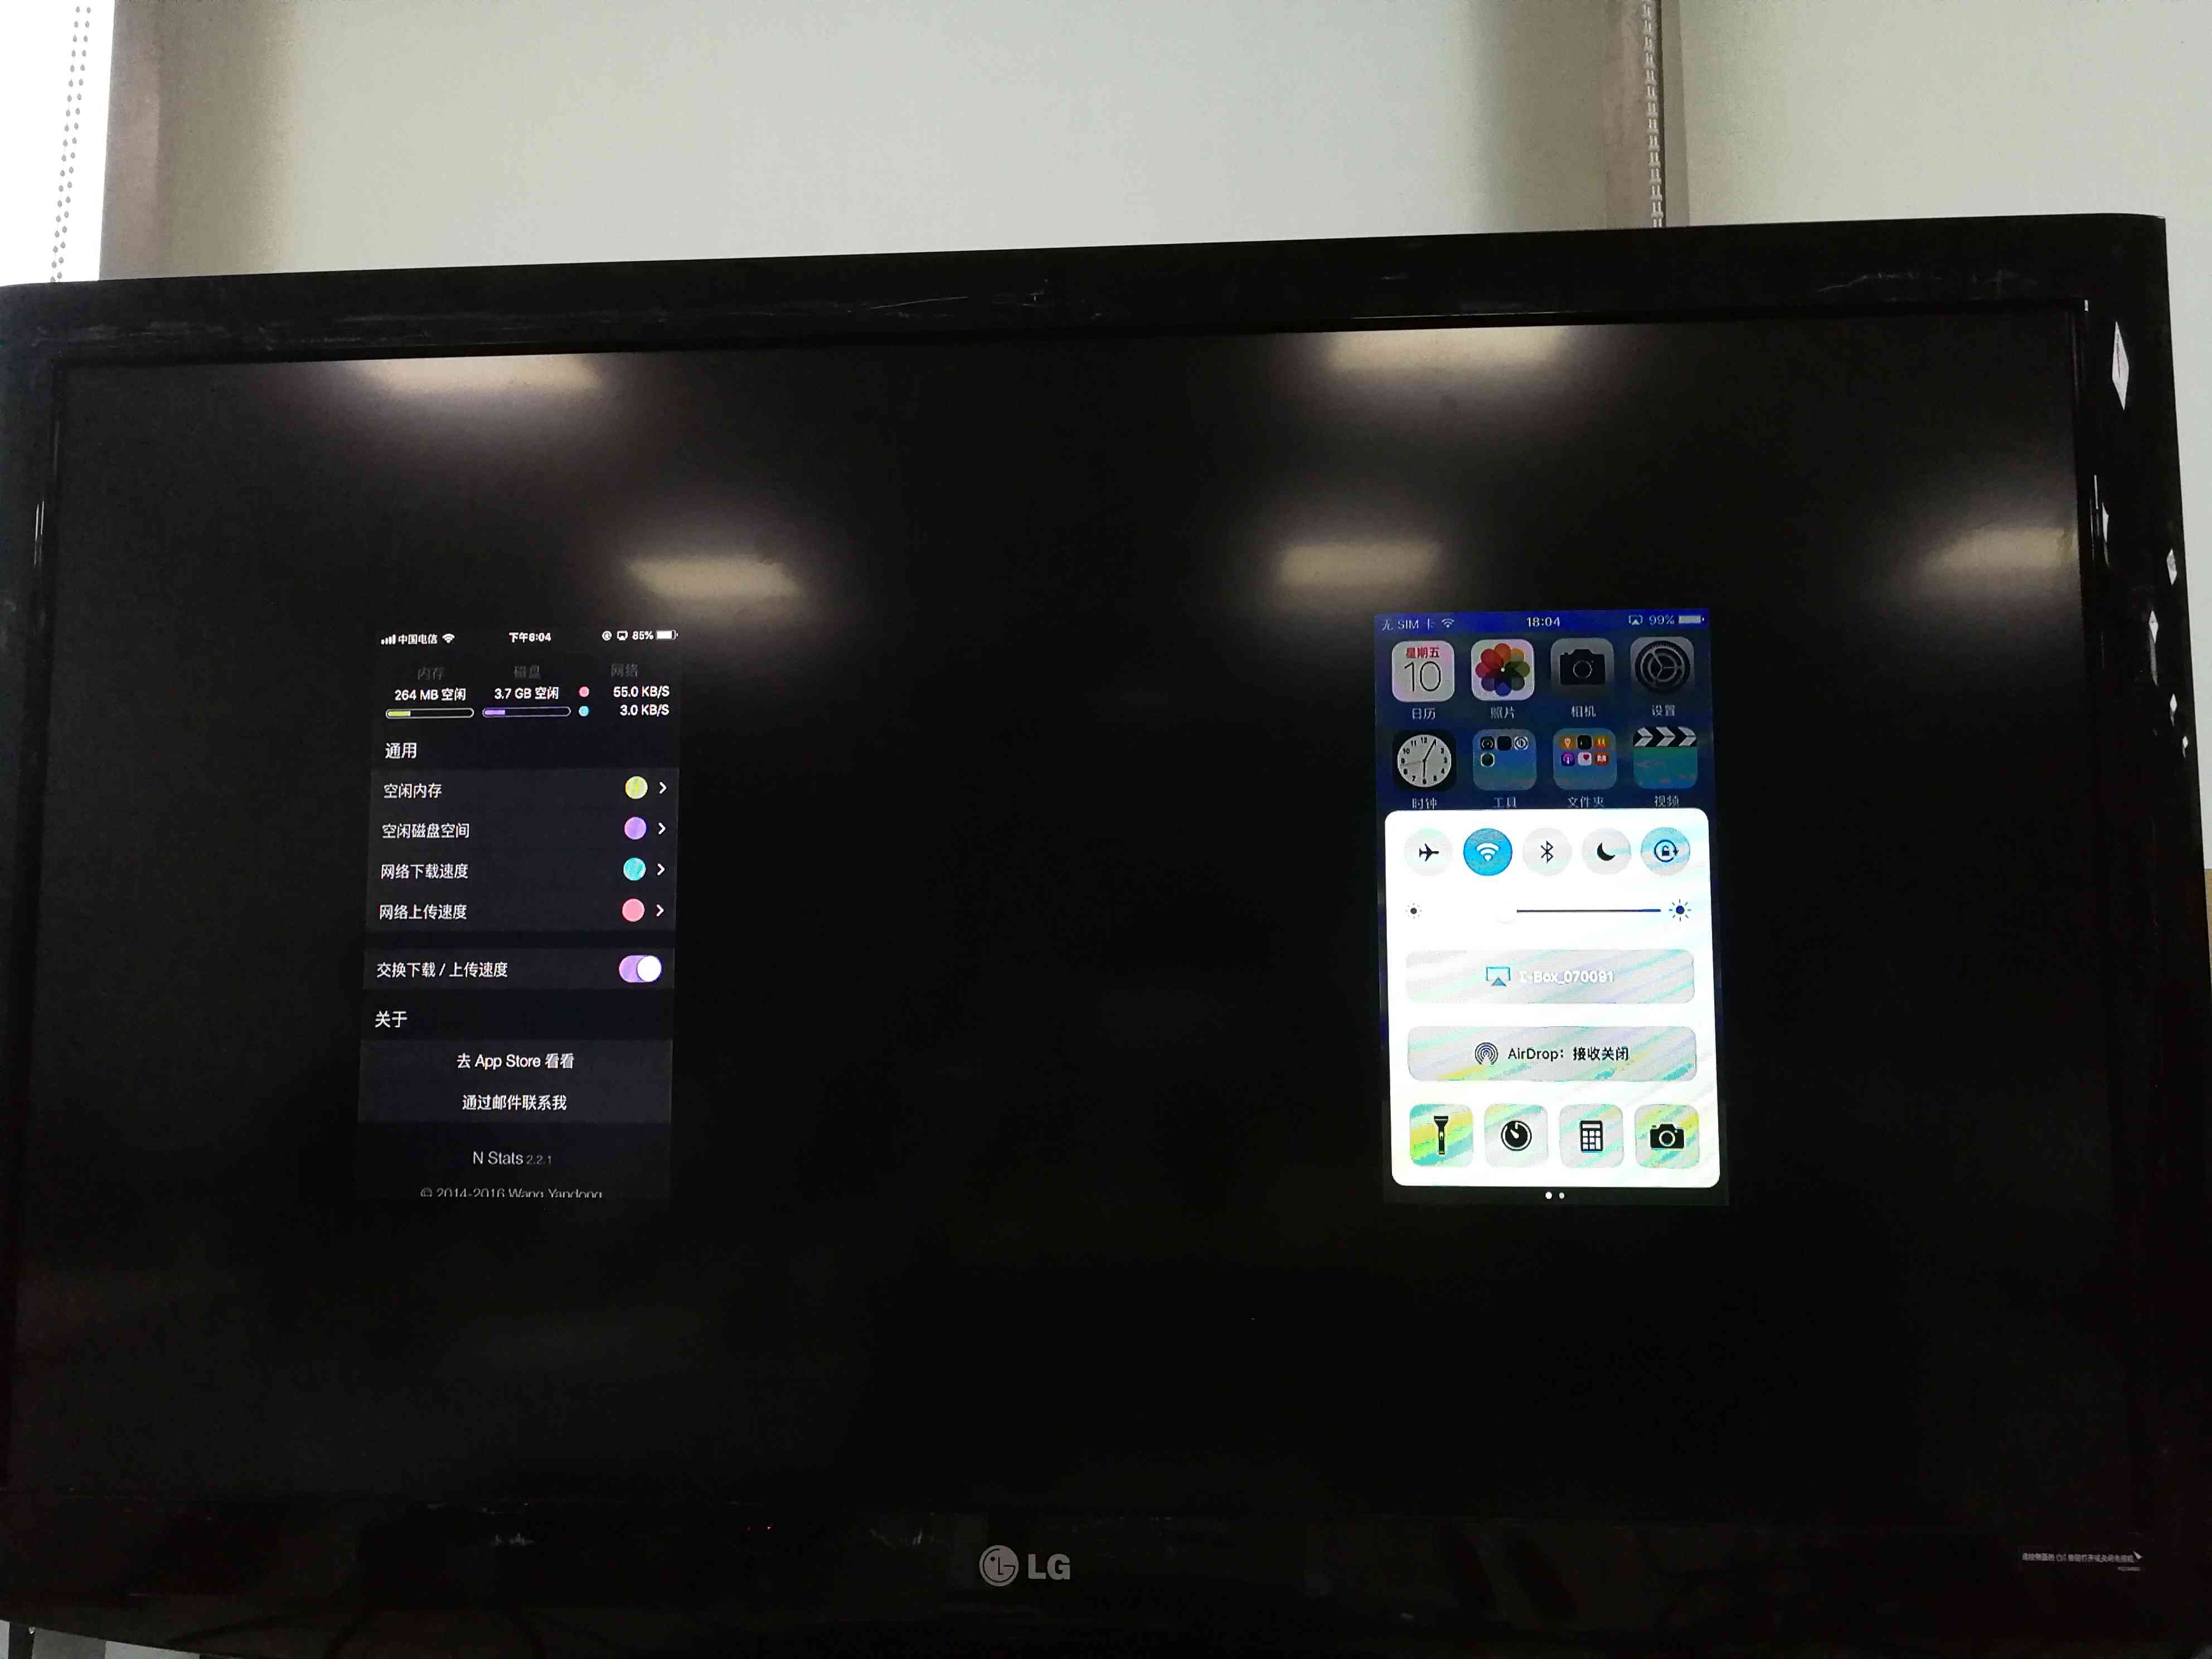 中国电信 下午6:04 85%
内存 磁盘 网络
264 MB 空闲 3.7 GB 空闲 55.0 KB/S
3.0 KB/S
通用
空闲内存
空闲磁盘空间
网络下载速度
网络上传速度
交换下载 / 上传速度
关于
去 App Store 看看
通过邮件联系我
N Stats 2.2.1
© 2014-2016 Wang Yandong
无 SIM 卡 18:04 99%
星期五
10
日历 照片 相机 设置
时钟 工具 文件夹 视频
I-Box_070091
AirDrop: 接收关闭
LG